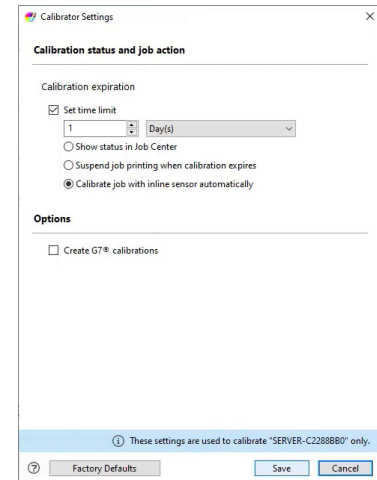 Calibrator Settings
Calibration status and job action
Calibration expiration
Set time limit
1 Day(s)
Show status in Job Center
Suspend job printing when calibration expires
Calibrate job with inline sensor automatically
Options
Create G7® calibrations
These settings are used to calibrate "SERVER-C2288BB0" only.
Factory Defaults Save Cancel